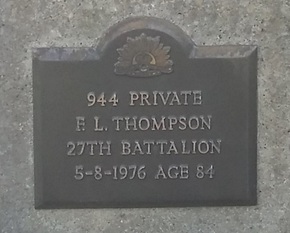 944 PRIVATE
F. L. THOMPSON
27TH BATTALION
5-8-1976 AGE 84